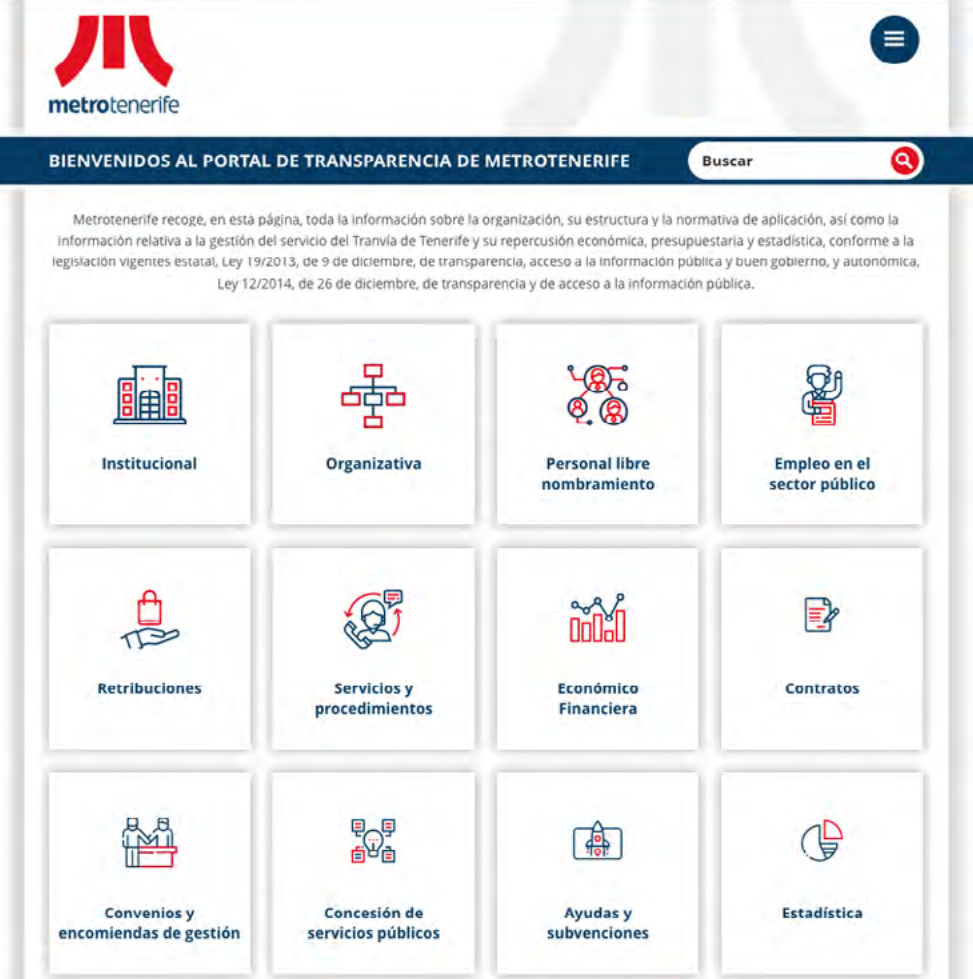 metrotenerife
BIENVENIDOS AL PORTAL DE TRANSPARENCIA DE METROTENERIFE
Buscar
Metrotenerife recoge, en esta página, toda la información sobre la organización, su estructura y la normativa de aplicación, así como la
información relativa a la gestión del servicio del Tranvía de Tenerife y su repercusión económica, presupuestaria y estadística, conforme a la
legislación vigentes estatal, Ley 19/2013, de 9 de diciembre, de transparencia, acceso a la información pública y buen gobierno, y autonómica,
Ley 12/2014, de 26 de diciembre, de transparencia y de acceso a la información pública.
Institucional
Organizativa
Personal libre
nombramiento
Empleo en el
sector público
Retribuciones
Servicios y
procedimientos
Económico
Financiera
Contratos
Convenios y
encomiendas de gestión
Concesión de
servicios públicos
Ayudas y
subvenciones
Estadística